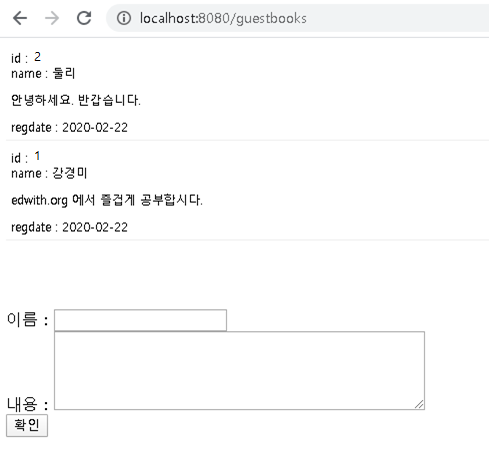 localhost:8080/guestbooks
id : 2
name : 둘리
안녕하세요. 반갑습니다.
regdate : 2020-02-22
id : 1
name : 강경미
edwith.org 에서 즐겁게 공부합시다.
regdate : 2020-02-22
이름 :
내용 :
확인